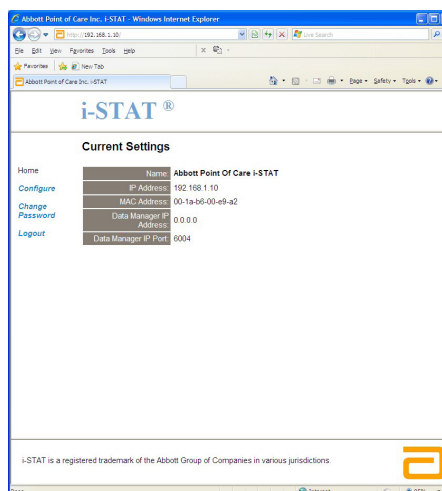 Abbott Point of Care Inc. i-STAT - Windows Internet Explorer
http://192.168.1.10/
Live Search
File Edit View Favorites Tools Help
Favorites New Tab
Abbott Point of Care Inc. i-STAT
Page Safety Tools
i-STAT ®
Current Settings
Home
Configure
Change
Password
Logout
Name: Abbott Point Of Care i-STAT
IP Address: 192.168.1.10
MAC Address: 00-1a-b6-00-e9-a2
Data Manager IP
Address: 0.0.0.0
Data Manager IP Port: 6004
i-STAT is a registered trademark of the Abbott Group of Companies in various jurisdictions.